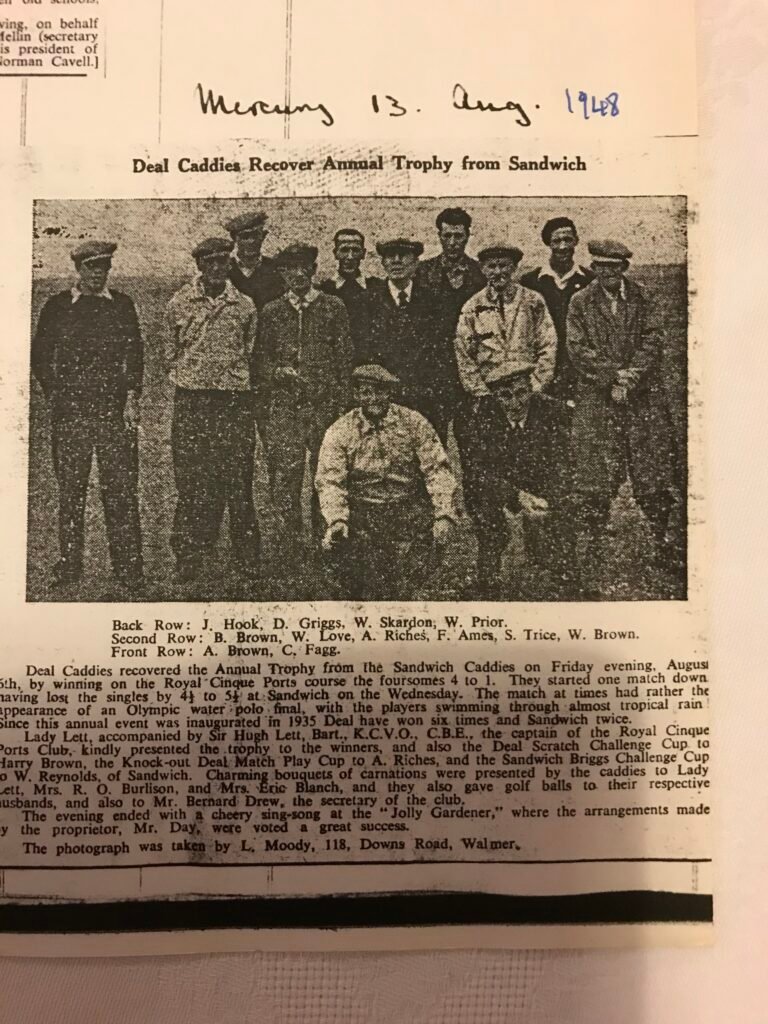 old schools,
ving, on behalf
Mellin (secretary
is president of
Norman Cavell.]
Mercury 13. Aug. 1948
Deal Caddies Recover Annual Trophy from Sandwich
Back Row: J. Hook, D. Griggs, W. Skardon, W. Prior.
Second Row: B. Brown, W. Love, A. Riches, F. Ames, S. Trice, W. Brown.
Front Row: A. Brown, C. Fagg.
Deal Caddies recovered the Annual Trophy from the Sandwich Caddies on Friday evening, August
6th, by winning on the Royal Cinque Ports course the foursomes 4 to 1. They started one match down
having lost the singles by 4½ to 5½ at Sandwich on the Wednesday. The match at times had rather the
appearance of an Olympic water polo final, with the players swimming through almost tropical rain!
Since this annual event was inaugurated in 1935 Deal have won six times and Sandwich twice.
Lady Lett, accompanied by Sir Hugh Lett, Bart., K.C.V.O., C.B.E., the captain of the Royal Cinque
Ports Club, kindly presented the trophy to the winners, and also the Deal Scratch Challenge Cup to
Harry Brown, the Knock-out Deal Match Play Cup to A. Riches, and the Sandwich Briggs Challenge Cup
to W. Reynolds, of Sandwich. Charming bouquets of carnations were presented by the caddies to Lady
Lett, Mrs. R. O. Burlison, and Mrs. Eric Blanch, and they also gave golf balls to their respective
husbands, and also to Mr. Bernard Drew, the secretary of the club.
The evening ended with a cheery sing-song at the "Jolly Gardener," where the arrangements made
by the proprietor, Mr. Day, were voted a great success.
The photograph was taken by L. Moody, 118, Downs Road, Walmer.